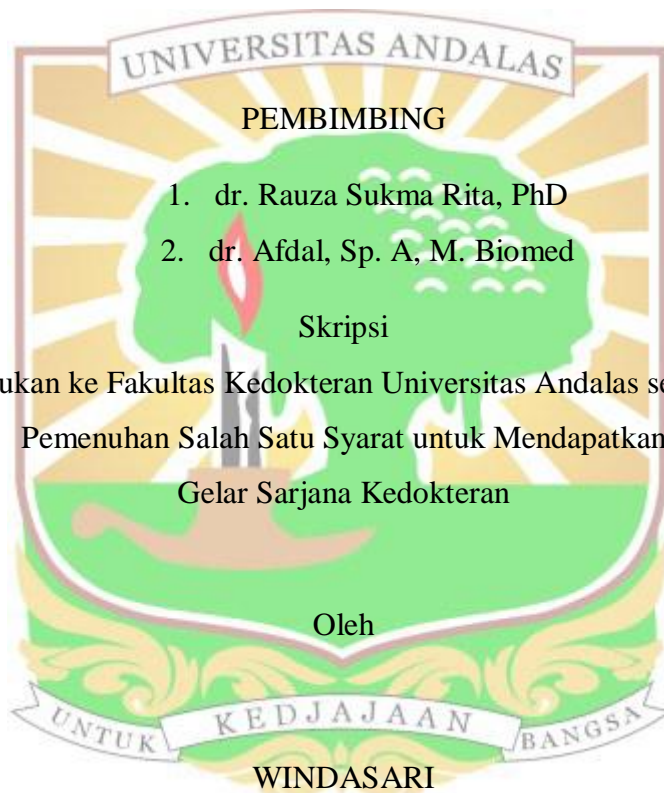 UNIVERSITAS ANDALAS
PEMBIMBING
1. dr. Rauza Sukma Rita, PhD
2. dr. Afdal, Sp. A, M. Biomed
Skripsi
ukan ke Fakultas Kedokteran Universitas Andalas se
Pemenuhan Salah Satu Syarat untuk Mendapatkan
Gelar Sarjana Kedokteran
Oleh
UNTUK KEDJAJAAN BANGSA
WINDASARI